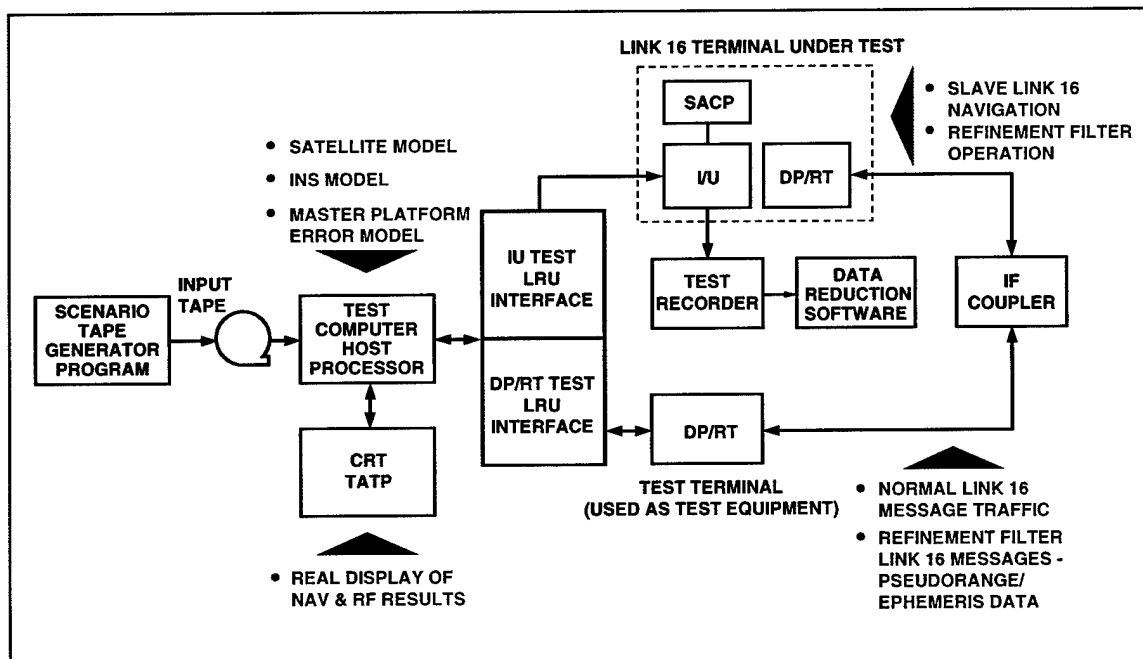 LINK 16 TERMINAL UNDER TEST
SACP
I/U
DP/RT
• SLAVE LINK 16
NAVIGATION
• REFINEMENT FILTER
OPERATION
• SATELLITE MODEL
• INS MODEL
• MASTER PLATFORM
ERROR MODEL
INPUT
TAPE
SCENARIO
TAPE
GENERATOR
PROGRAM
TEST
COMPUTER
HOST
PROCESSOR
IU TEST
LRU
INTERFACE
DP/RT TEST
LRU
INTERFACE
TEST
RECORDER
DATA
REDUCTION
SOFTWARE
IF
COUPLER
CRT
TATP
DP/RT
TEST TERMINAL
(USED AS TEST EQUIPMENT)
• REAL DISPLAY OF
NAV & RF RESULTS
• NORMAL LINK 16
MESSAGE TRAFFIC
• REFINEMENT FILTER
LINK 16 MESSAGES -
PSEUDORANGE/
EPHEMERIS DATA